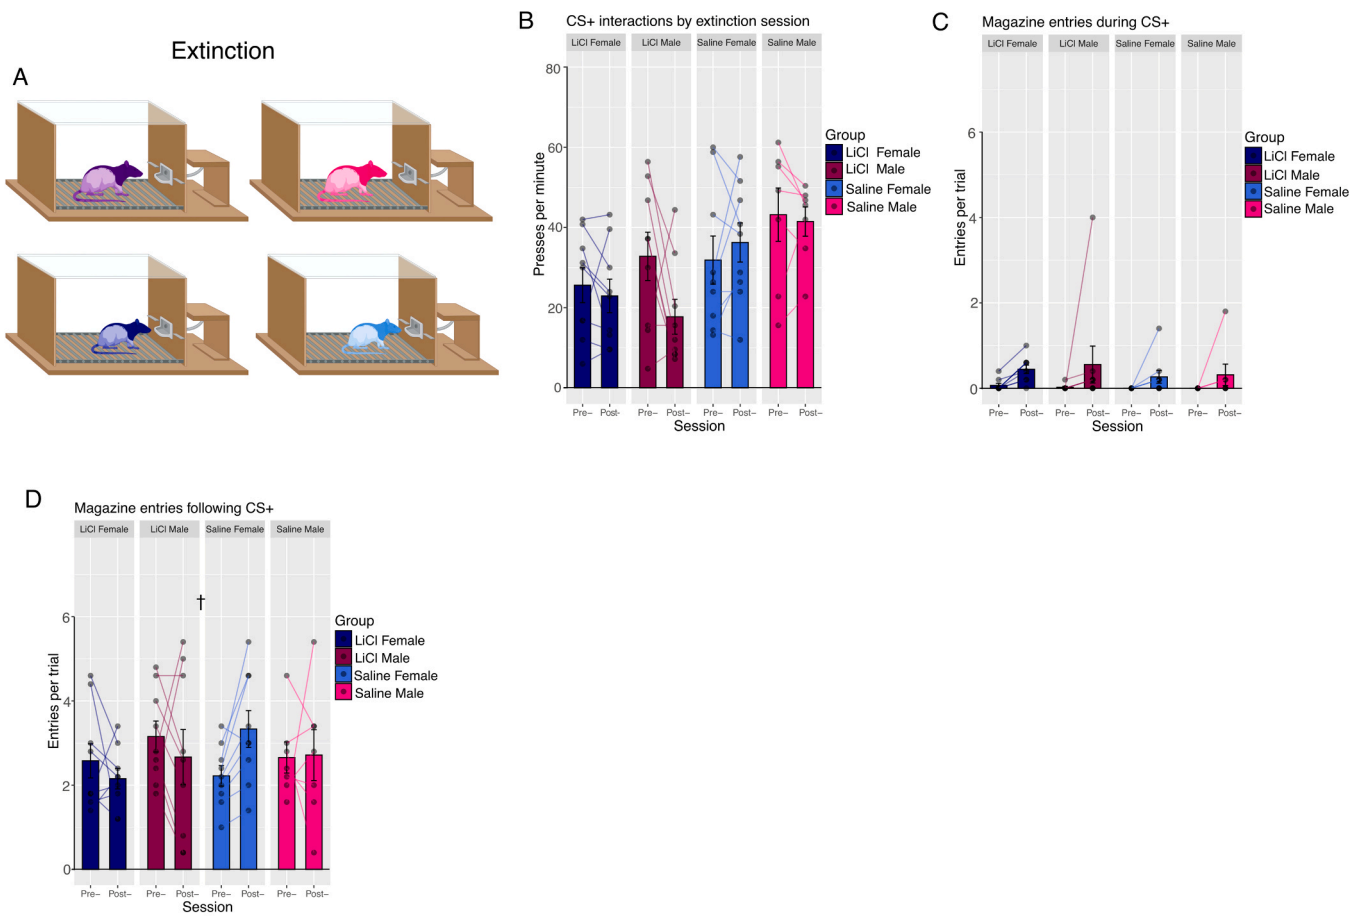 Extinction
A
B
CS+ interactions by extinction session
LiCl Female LiCl Male Saline Female Saline Male
80
60
40
20
0
Presses per minute
Pre– Post- Pre– Post– Pre– Post– Pre– Post–
Session
Group
LiCl Female
LiCl Male
Saline Female
Saline Male
C
Magazine entries during CS+
LiCl Female LiCl Male Saline Female Saline Male
6
4
2
0
Entries per trial
Pre– Post– Pre– Post– Pre– Post– Pre– Post–
Session
Group
LiCl Female
LiCl Male
Saline Female
Saline Male
D
Magazine entries following CS+
LiCl Female LiCl Male Saline Female Saline Male
†
6
4
2
0
Entries per trial
Pre– Post– Pre– Post– Pre– Post– Pre– Post–
Session
Group
LiCl Female
LiCl Male
Saline Female
Saline Male